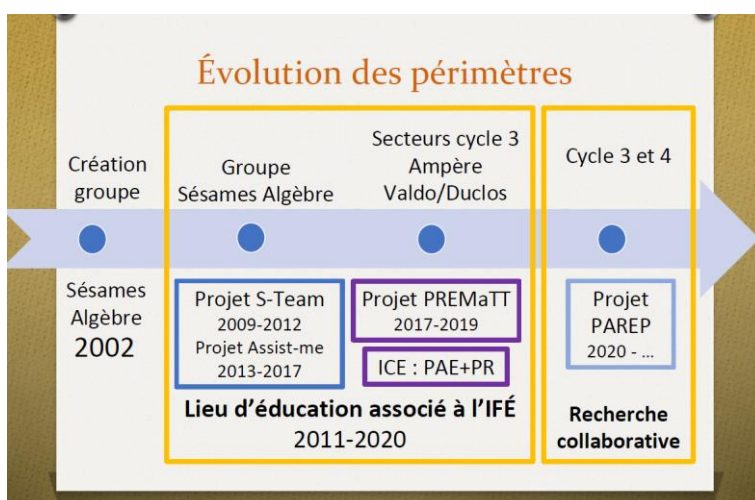 Évolution des périmètres
Création
groupe
Sésames
Algèbre
2002
Groupe
Sésames Algèbre
Projet S-Team
2009-2012
Projet Assist-me
2013-2017
Secteurs cycle 3
Ampère
Valdo/Duclos
Projet PREMaTT
2017-2019
ICE : PAE+PR
Lieu d'éducation associé à l'IFÉ
2011-2020
Cycle 3 et 4
Projet
PAREP
2020 - ...
Recherche
collaborative